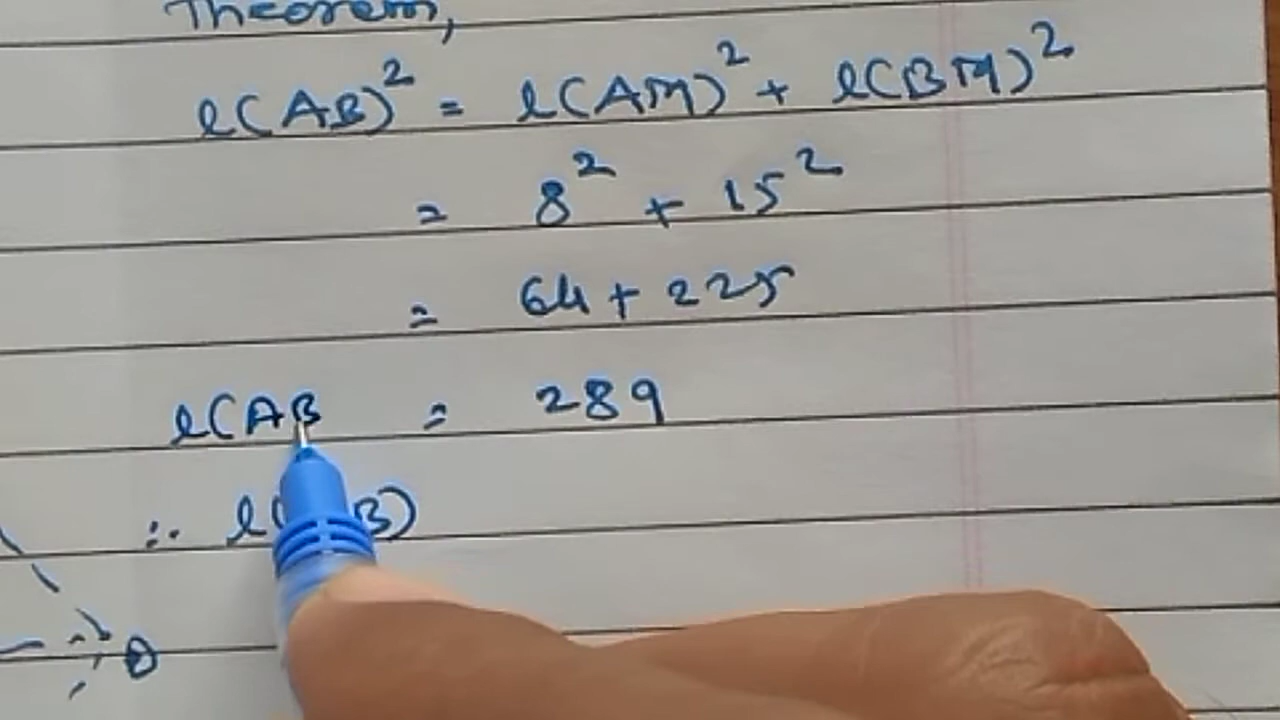 Theorem,
l(AB)² = l(AM)² + l(BM)²
= 8² + 15²
= 64 + 225
l(AB = 289
∴ l( B)
D